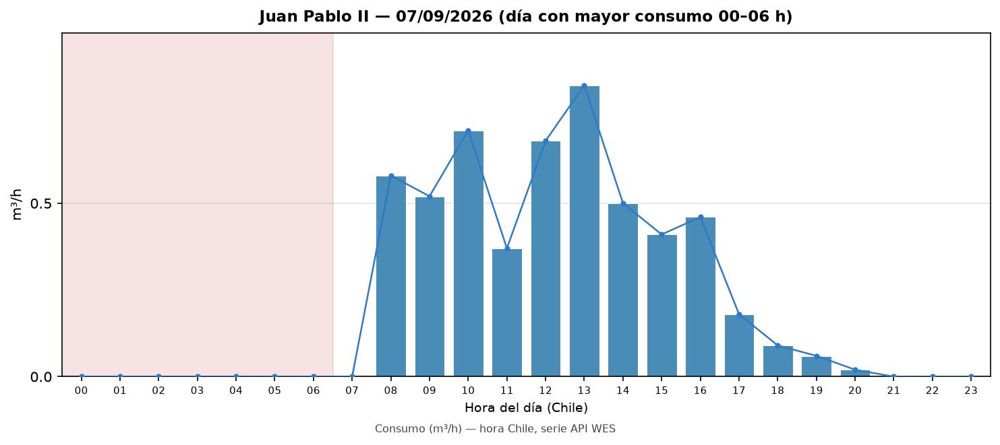 Juan Pablo II — 07/09/2026 (día con mayor consumo 00–06 h)
m³/h
0.5
0.0
00 01 02 03 04 05 06 07 08 09 10 11 12 13 14 15 16 17 18 19 20 21 22 23
Hora del día (Chile)
Consumo (m³/h) — hora Chile, serie API WES